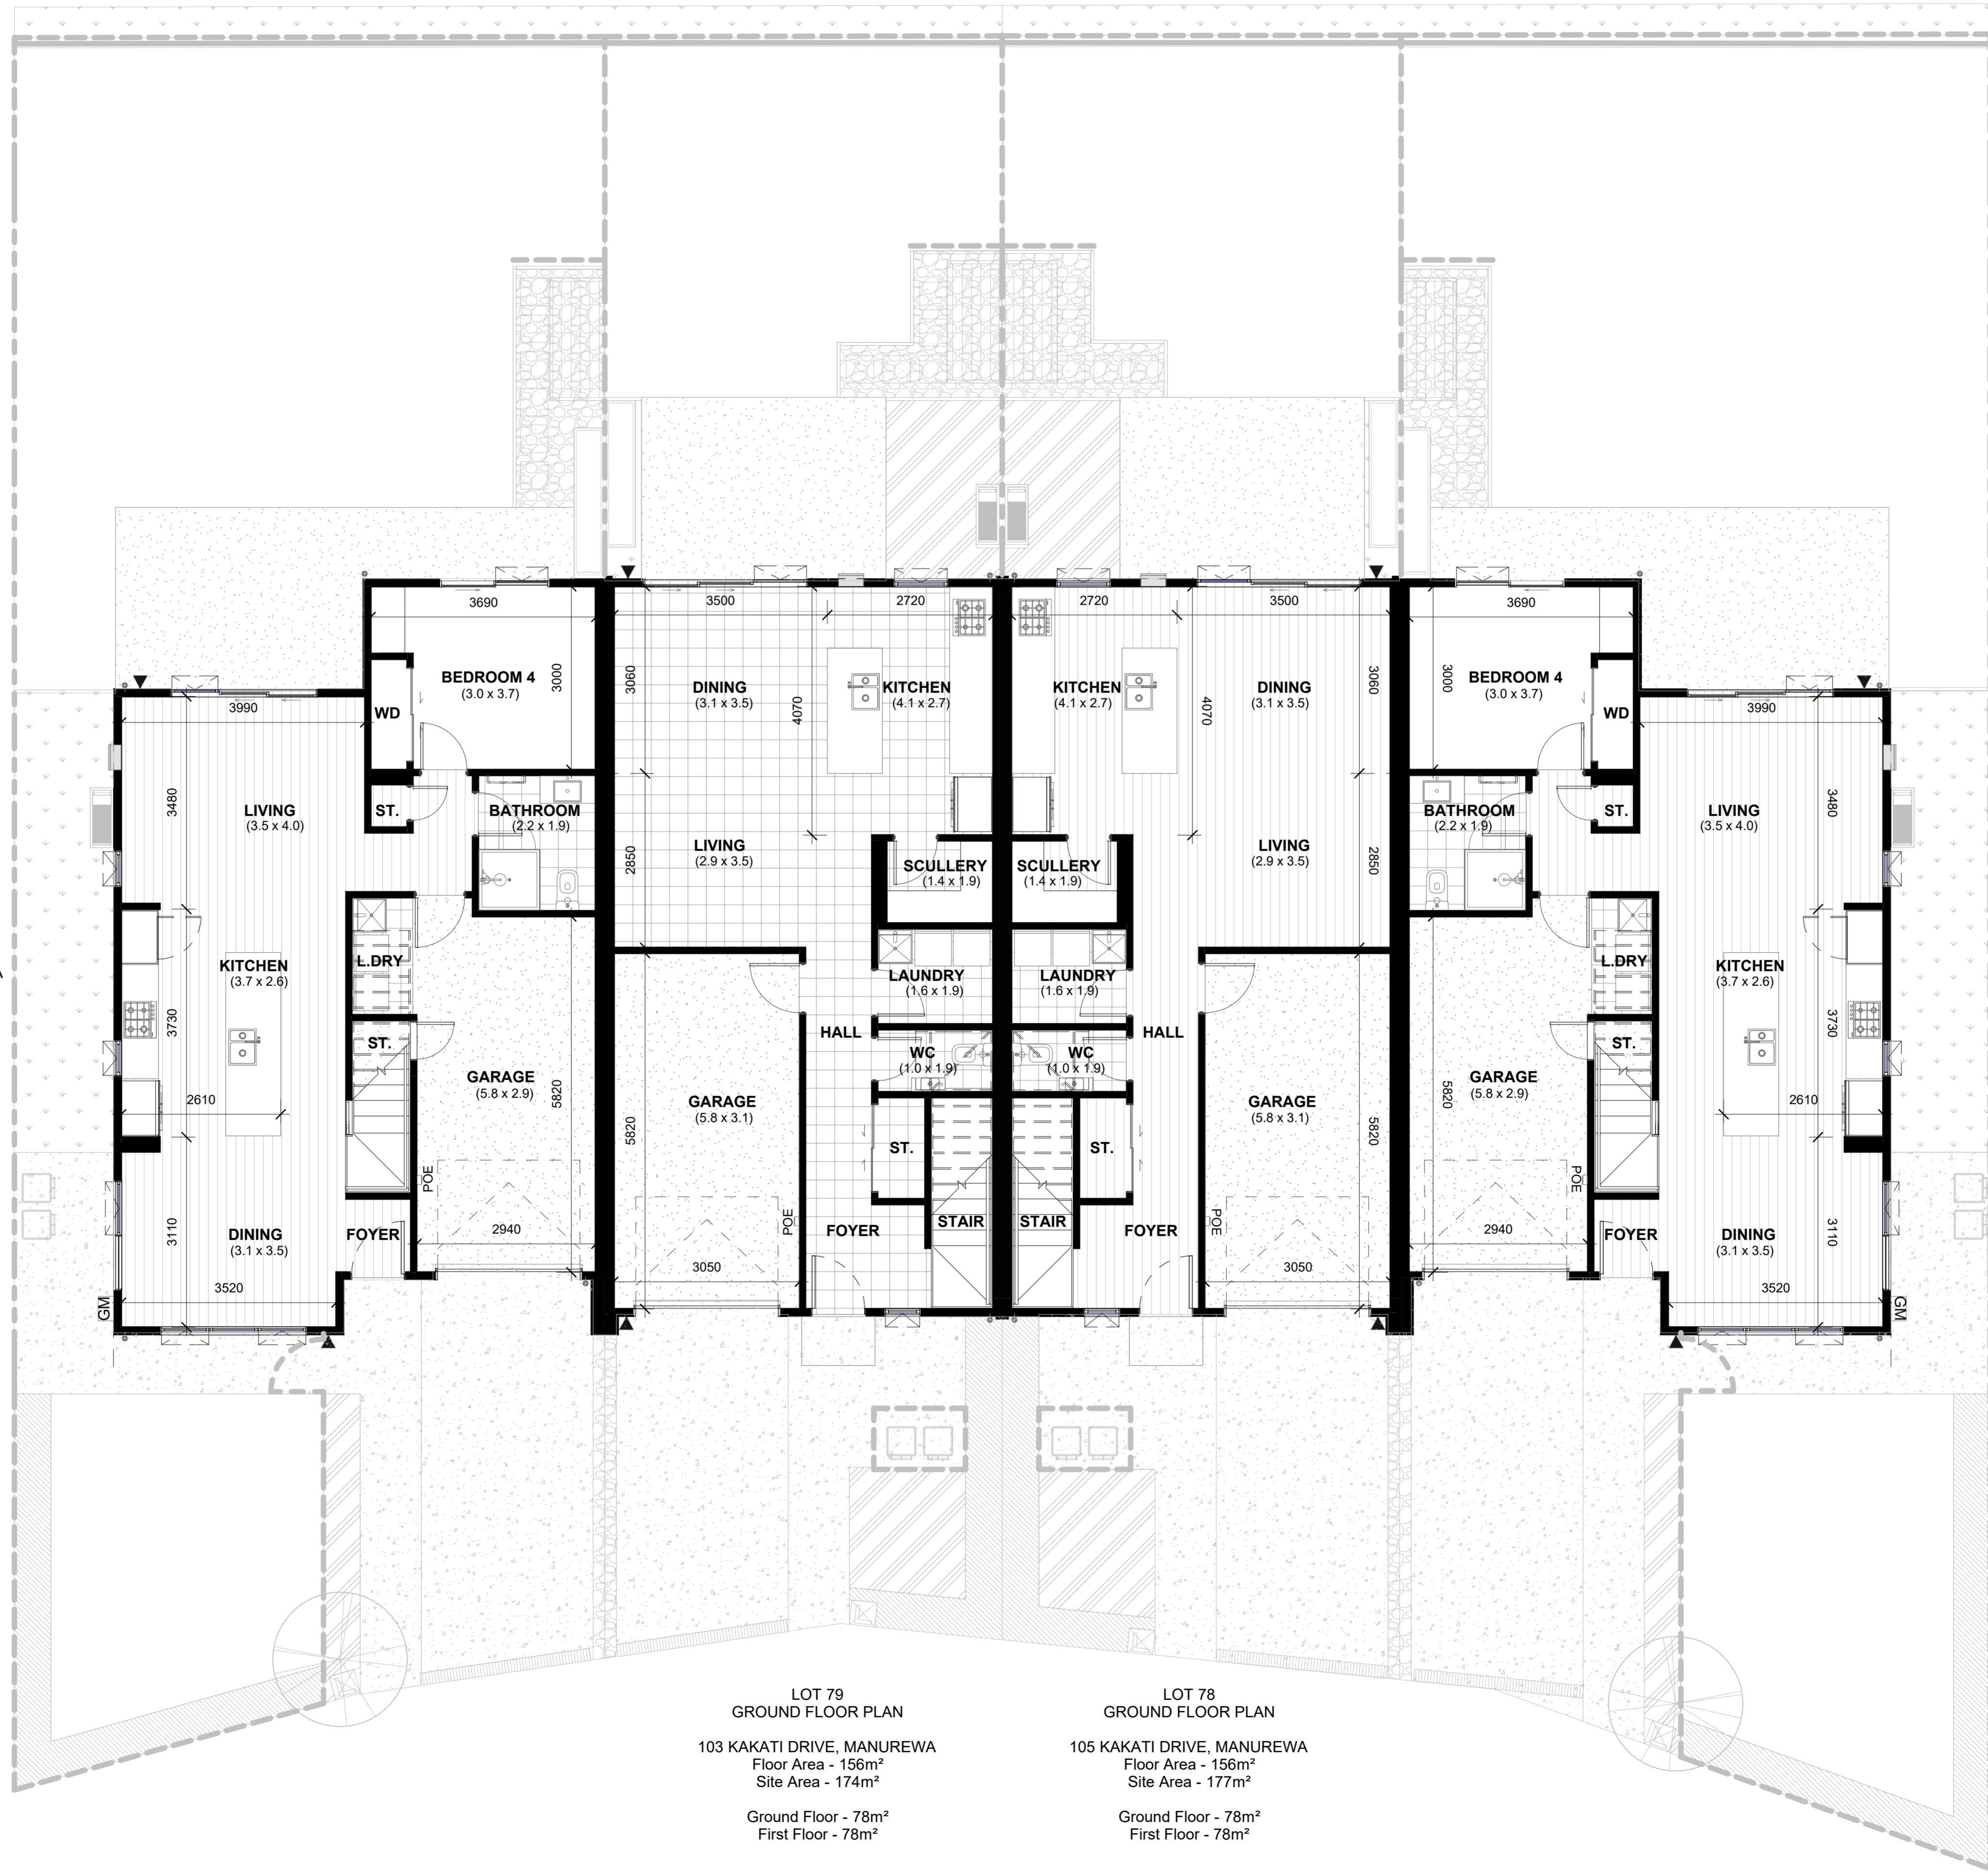 3690
3500
2720
2720
3500
3690
BEDROOM 4
(3.0 x 3.7)
3000
WD
3060
DINING
(3.1 x 3.5)
4070
KITCHEN
(4.1 x 2.7)
KITCHEN
(4.1 x 2.7)
4070
DINING
(3.1 x 3.5)
3060
3000
BEDROOM 4
(3.0 x 3.7)
WD
3990
3990
3480
LIVING
(3.5 x 4.0)
ST.
BATHROOM
(2.2 x 1.9)
2850
LIVING
(2.9 x 3.5)
SCULLERY
(1.4 x 1.9)
SCULLERY
(1.4 x 1.9)
LIVING
(2.9 x 3.5)
2850
BATHROOM
(2.2 x 1.9)
ST.
LIVING
(3.5 x 4.0)
3480
KITCHEN
(3.7 x 2.6)
L.DRY
LAUNDRY
(1.6 x 1.9)
LAUNDRY
(1.6 x 1.9)
L.DRY
KITCHEN
(3.7 x 2.6)
3730
ST.
HALL
WC
(1.0 x 1.9)
WC
(1.0 x 1.9)
HALL
ST.
3730
2610
GARAGE
(5.8 x 2.9)
5820
5820
GARAGE
(5.8 x 3.1)
GARAGE
(5.8 x 3.1)
5820
5820
GARAGE
(5.8 x 2.9)
2610
ST.
ST.
POE
POE
POE
POE
3110
DINING
(3.1 x 3.5)
FOYER
2940
3050
FOYER
STAIR
STAIR
FOYER
3050
2940
FOYER
DINING
(3.1 x 3.5)
3110
3520
3520
GM
GM
LOT 79
GROUND FLOOR PLAN
103 KAKATI DRIVE, MANUREWA
Floor Area - 156m²
Site Area - 174m²
Ground Floor - 78m²
First Floor - 78m²
LOT 78
GROUND FLOOR PLAN
105 KAKATI DRIVE, MANUREWA
Floor Area - 156m²
Site Area - 177m²
Ground Floor - 78m²
First Floor - 78m²